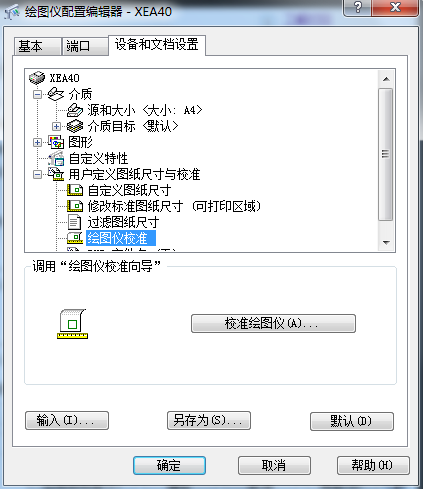 绘图仪配置编辑器 - XEA40
基本 端口 设备和文档设置
XEA40
介质
源和大小 <大小: A4>
介质目标 <默认>
图形
自定义特性
用户定义图纸尺寸与校准
自定义图纸尺寸
修改标准图纸尺寸 (可打印区域)
过滤图纸尺寸
绘图仪校准
调用“绘图仪校准向导”
校准绘图仪(A)...
输入(I)... 另存为(S)... 默认(D)
确定 取消 帮助(H)